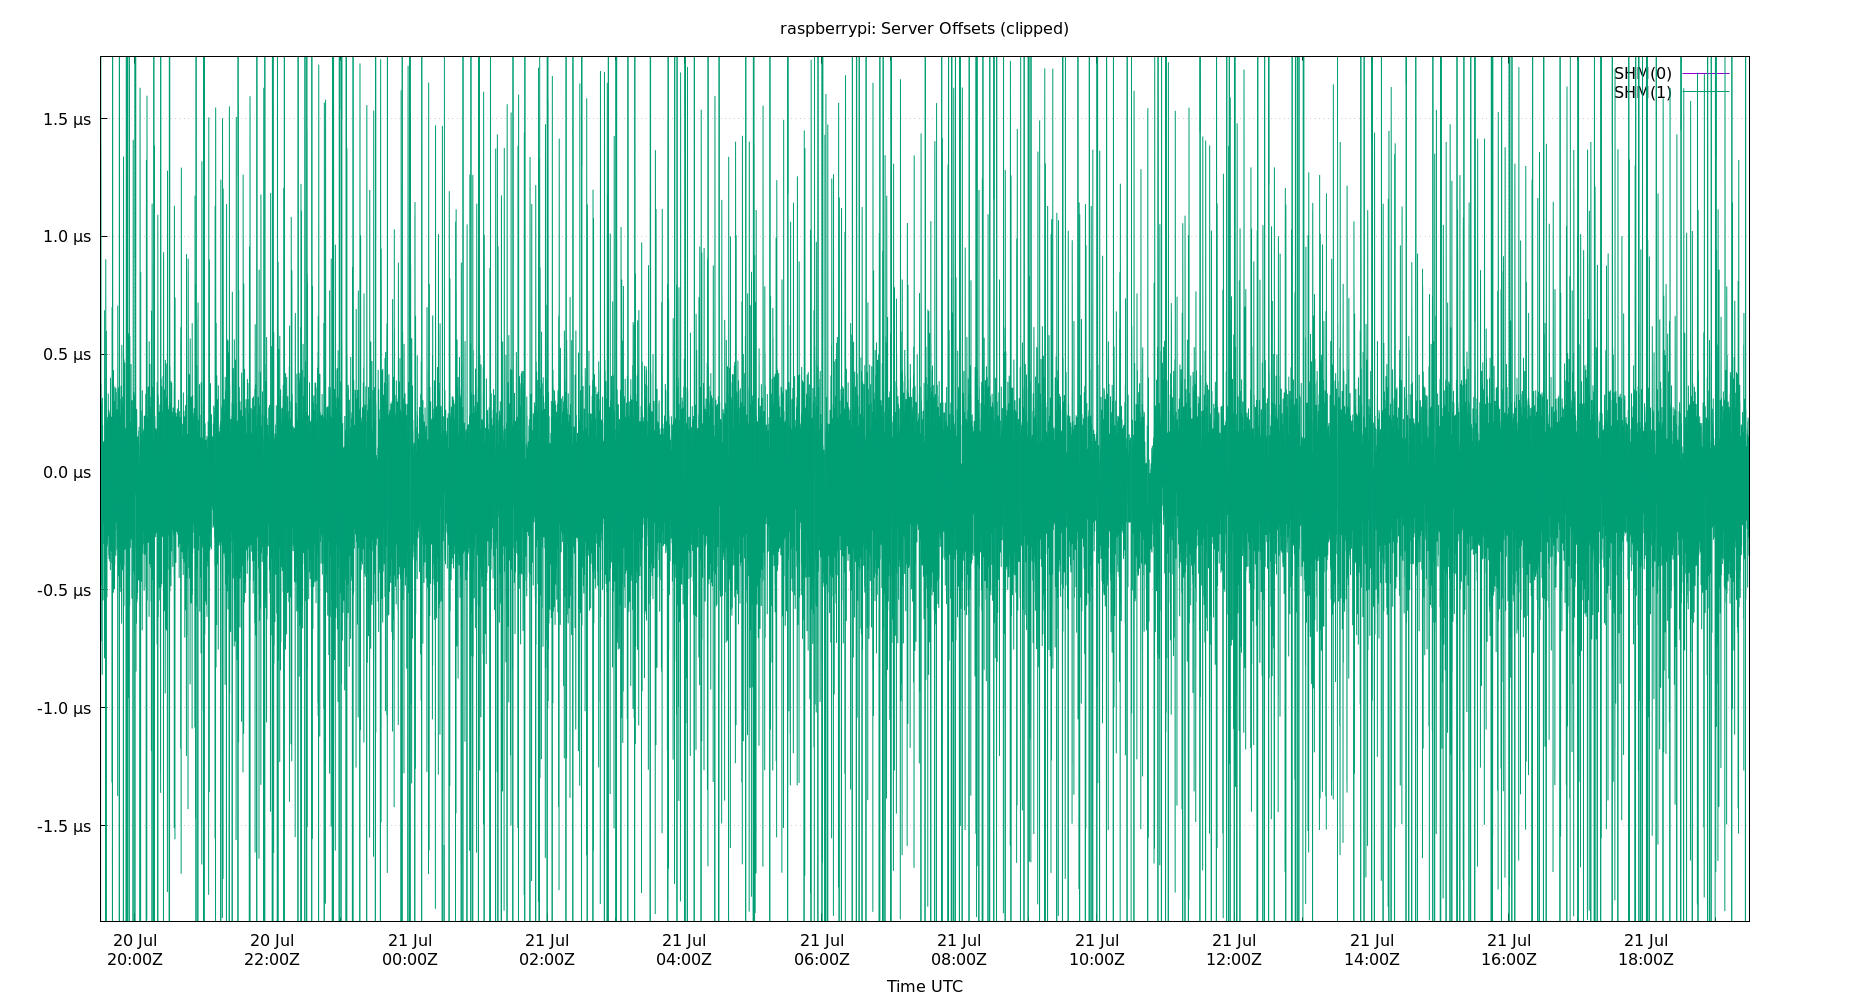 raspberrypi: Server Offsets (clipped)
SHM(0)
SHM(1)
1.5 µs
1.0 µs
0.5 µs
0.0 µs
-0.5 µs
-1.0 µs
-1.5 µs
20 Jul 20 Jul 21 Jul 21 Jul 21 Jul 21 Jul 21 Jul 21 Jul 21 Jul 21 Jul 21 Jul 21 Jul
20:00Z 22:00Z 00:00Z 02:00Z 04:00Z 06:00Z 08:00Z 10:00Z 12:00Z 14:00Z 16:00Z 18:00Z
Time UTC